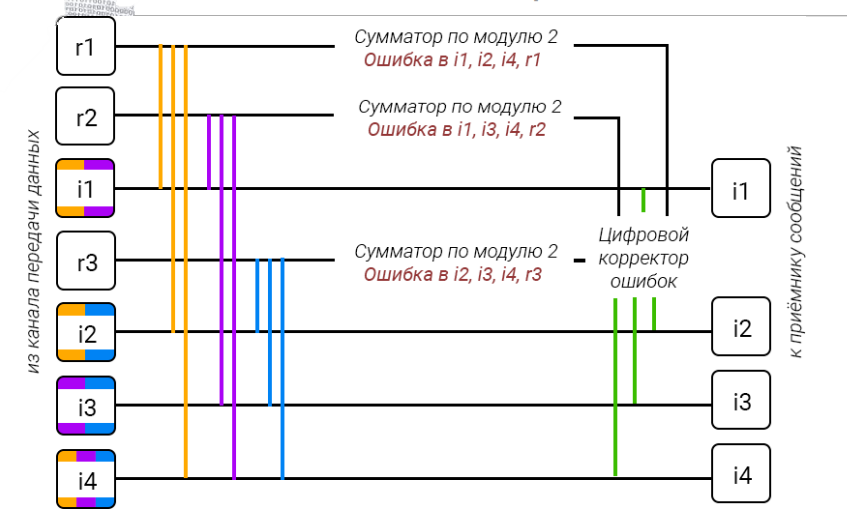 r1
Сумматор по модулю 2
Ошибка в i1, i2, i4, r1
r2
Сумматор по модулю 2
Ошибка в i1, i3, i4, r2
из канала передачи данных
i1
i1
к приёмнику сообщений
r3
Сумматор по модулю 2
Ошибка в i2, i3, i4, r3
Цифровой
корректор
ошибок
i2
i2
i3
i3
i4
i4